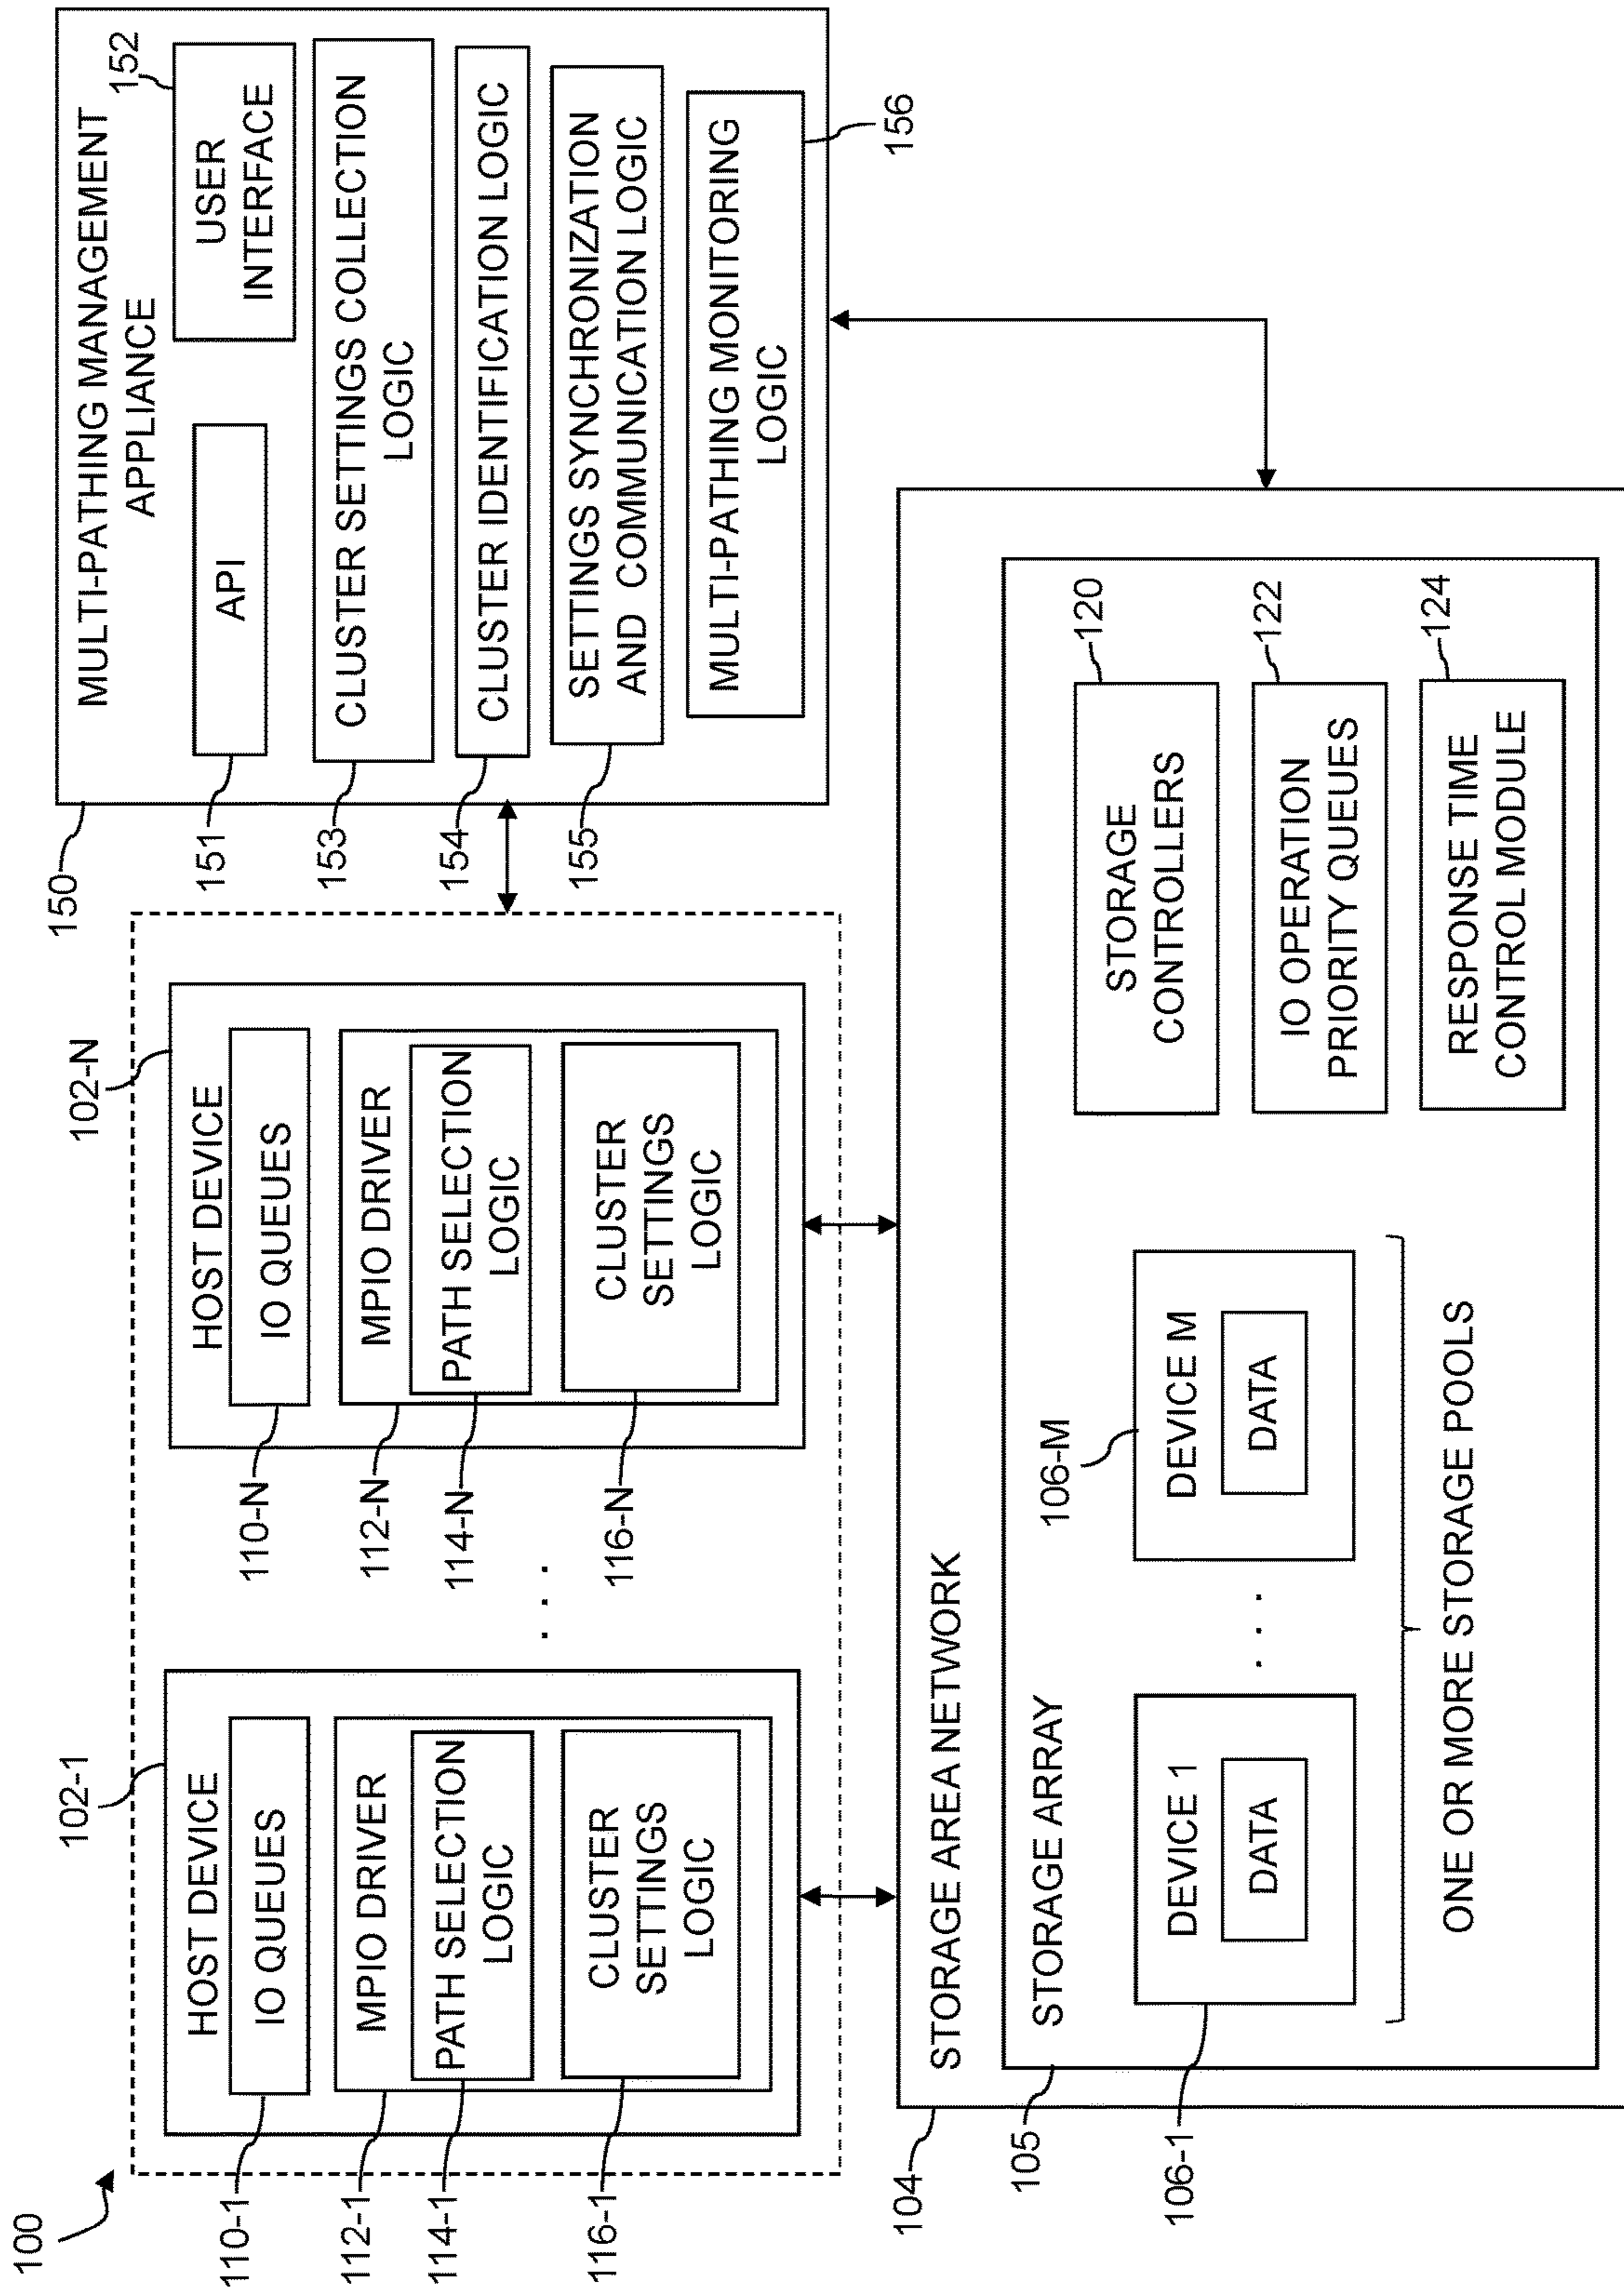 100
102-1
HOST DEVICE
IO QUEUES
110-1
MPIO DRIVER
112-1
PATH SELECTION
LOGIC
114-1
CLUSTER
SETTINGS
LOGIC
116-1
. . .
102-N
HOST DEVICE
IO QUEUES
110-N
MPIO DRIVER
112-N
PATH SELECTION
LOGIC
114-N
CLUSTER
SETTINGS
LOGIC
116-N
150
MULTI-PATHING MANAGEMENT
APPLIANCE
152
API
151
USER
INTERFACE
CLUSTER SETTINGS COLLECTION
LOGIC
153
CLUSTER IDENTIFICATION LOGIC
154
SETTINGS SYNCHRONIZATION
AND COMMUNICATION LOGIC
155
MULTI-PATHING MONITORING
LOGIC
156
104
STORAGE AREA NETWORK
105
STORAGE ARRAY
106-1
DEVICE 1
DATA
. . .
106-M
DEVICE M
DATA
ONE OR MORE STORAGE POOLS
STORAGE
CONTROLLERS
120
IO OPERATION
PRIORITY QUEUES
122
RESPONSE TIME
CONTROL MODULE
124